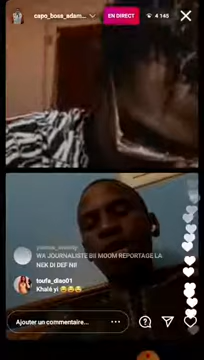 capo_boss_adam...
EN DIRECT
4 145
WA JOURNALISTE BII MOOM REPORTAGE LA
NEK DI DEF NII
toufa_diso01
Khalé yi 😂😂😂
Ajouter un commentaire...